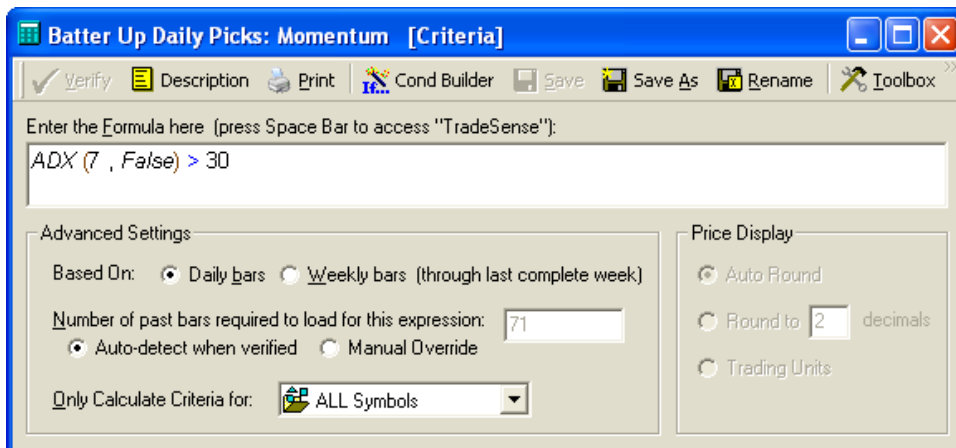 Batter Up Daily Picks: Momentum [Criteria]
Verify Description Print If... Cond Builder Save Save As Rename Toolbox »
Enter the Formula here (press Space Bar to access "TradeSense"):
ADX (7 , False) > 30
Advanced Settings
Price Display
Based On: Daily bars Weekly bars (through last complete week)
Auto Round
Number of past bars required to load for this expression: 71
Round to 2 decimals
Auto-detect when verified Manual Override
Trading Units
Only Calculate Criteria for: ALL Symbols